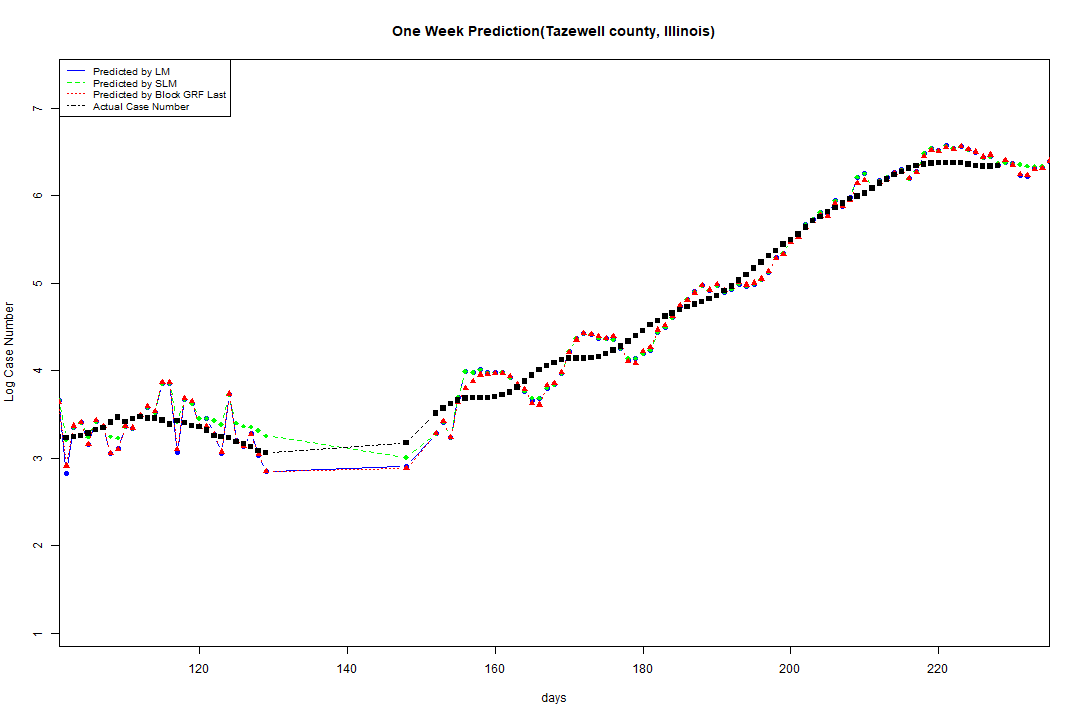 One Week Prediction(Tazewell county, Illinois)
Predicted by LM
Predicted by SLM
Predicted by Block GRF Last
Actual Case Number
7
6
5
4
3
2
1
Log Case Number
120 140 160 180 200 220
days